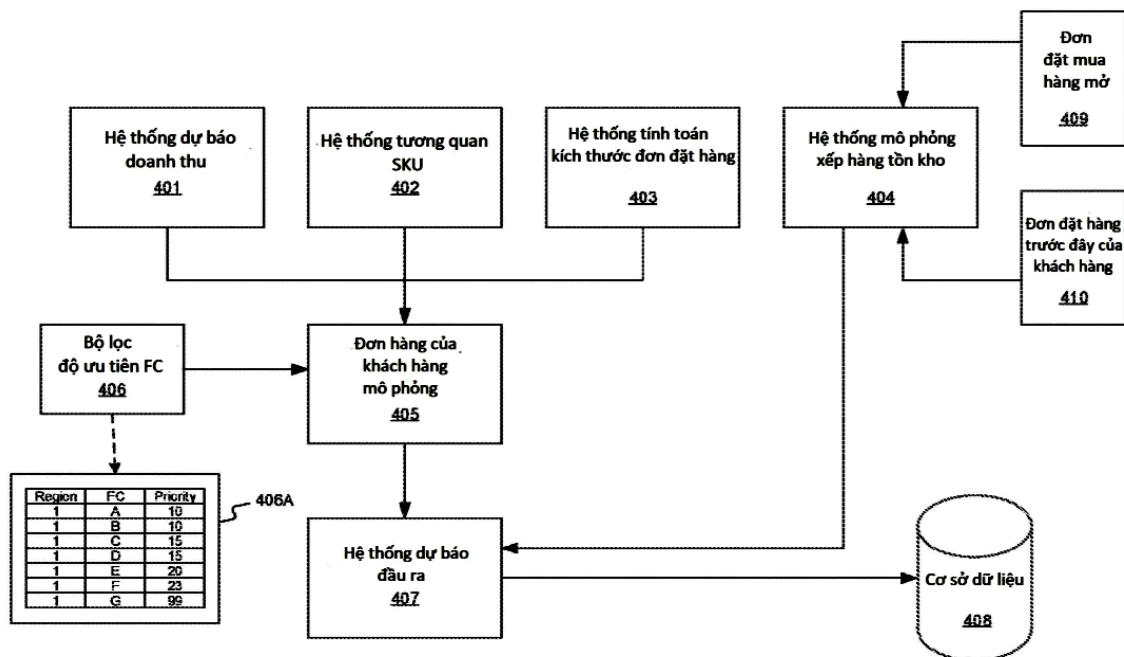 Đơn
đặt mua
hàng mở
409
Hệ thống dự báo
doanh thu
401
Hệ thống tương quan
SKU
402
Hệ thống tính toán
kích thước đơn đặt hàng
403
Hệ thống mô phỏng
xếp hàng tồn kho
404
Đơn đặt hàng
trước đây của
khách hàng
410
Bộ lọc
độ ưu tiên FC
406
Đơn hàng của
khách hàng
mô phỏng
405
406A
Region FC Priority
1 A 10
1 B 10
1 C 15
1 D 15
1 E 20
1 F 23
1 G 99
Hệ thống dự báo
đầu ra
407
Cơ sở dữ liệu
408